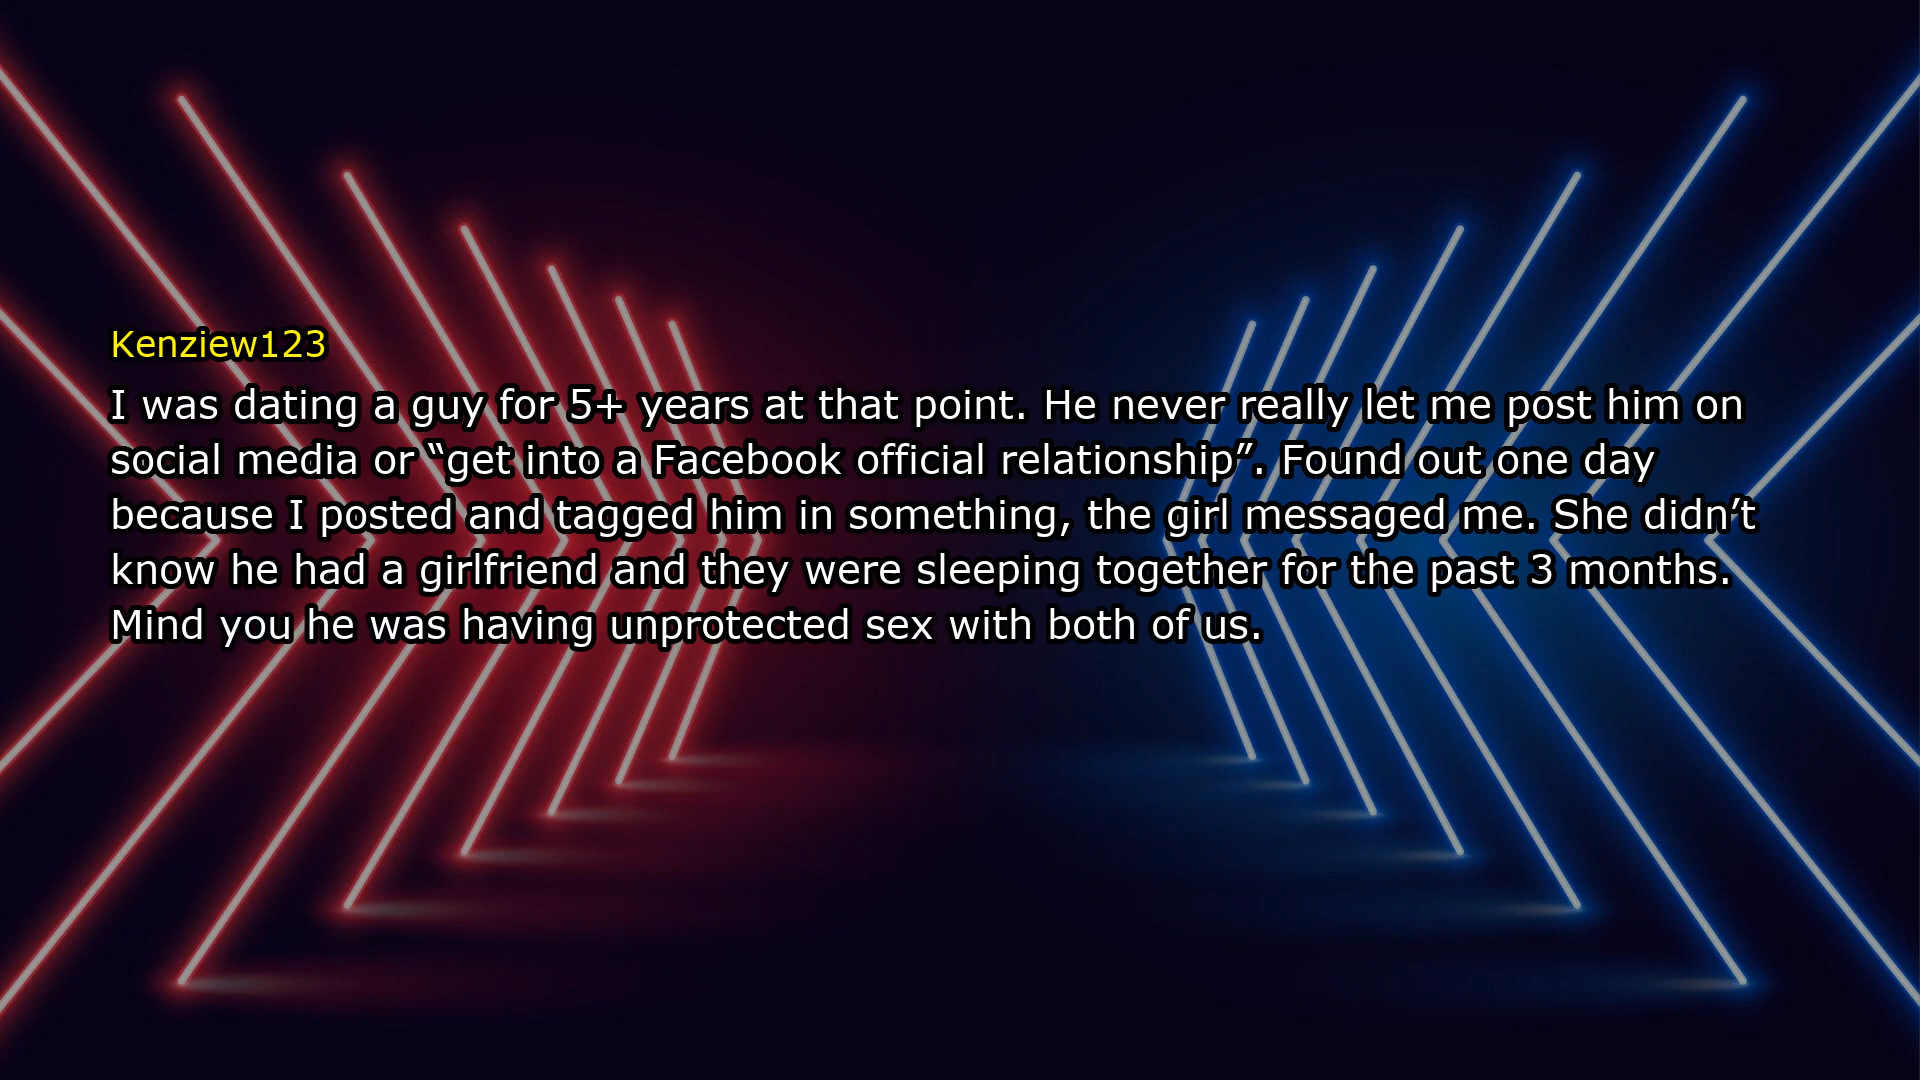 Kenziew123
I was dating a guy for 5+ years at that point. He never really let me post him on
social media or “get into a Facebook official relationship”. Found out one day
because I posted and tagged him in something, the girl messaged me. She didn’t
know he had a girlfriend and they were sleeping together for the past 3 months.
Mind you he was having unprotected sex with both of us.